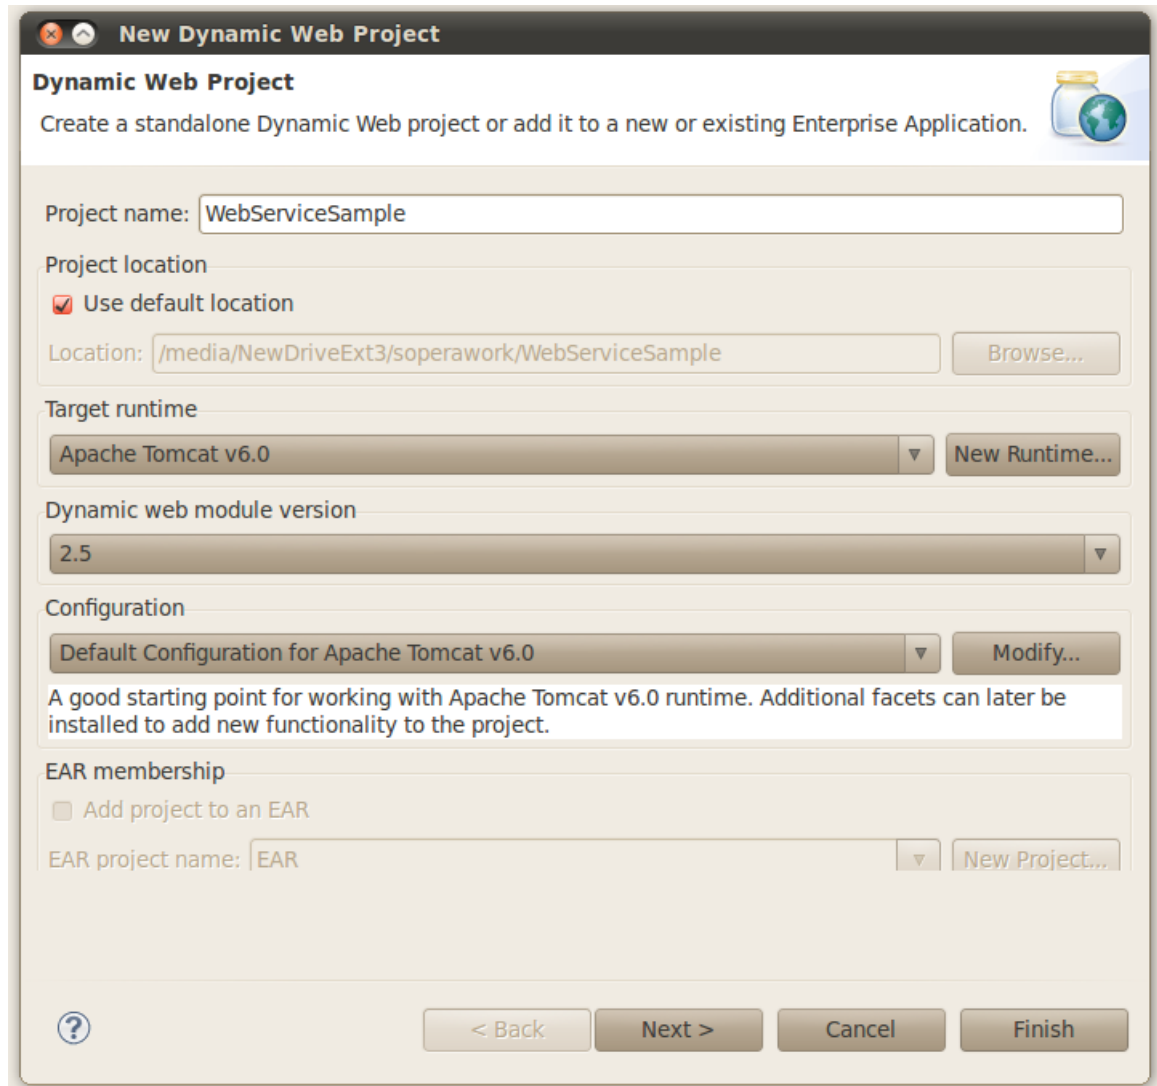 New Dynamic Web Project
Dynamic Web Project
Create a standalone Dynamic Web project or add it to a new or existing Enterprise Application.
Project name: WebServiceSample
Project location
Use default location
Location: /media/NewDriveExt3/soperawork/WebServiceSample Browse...
Target runtime
Apache Tomcat v6.0 New Runtime...
Dynamic web module version
2.5
Configuration
Default Configuration for Apache Tomcat v6.0 Modify...
A good starting point for working with Apache Tomcat v6.0 runtime. Additional facets can later be
installed to add new functionality to the project.
EAR membership
Add project to an EAR
EAR project name: EAR New Project...
? < Back Next > Cancel Finish